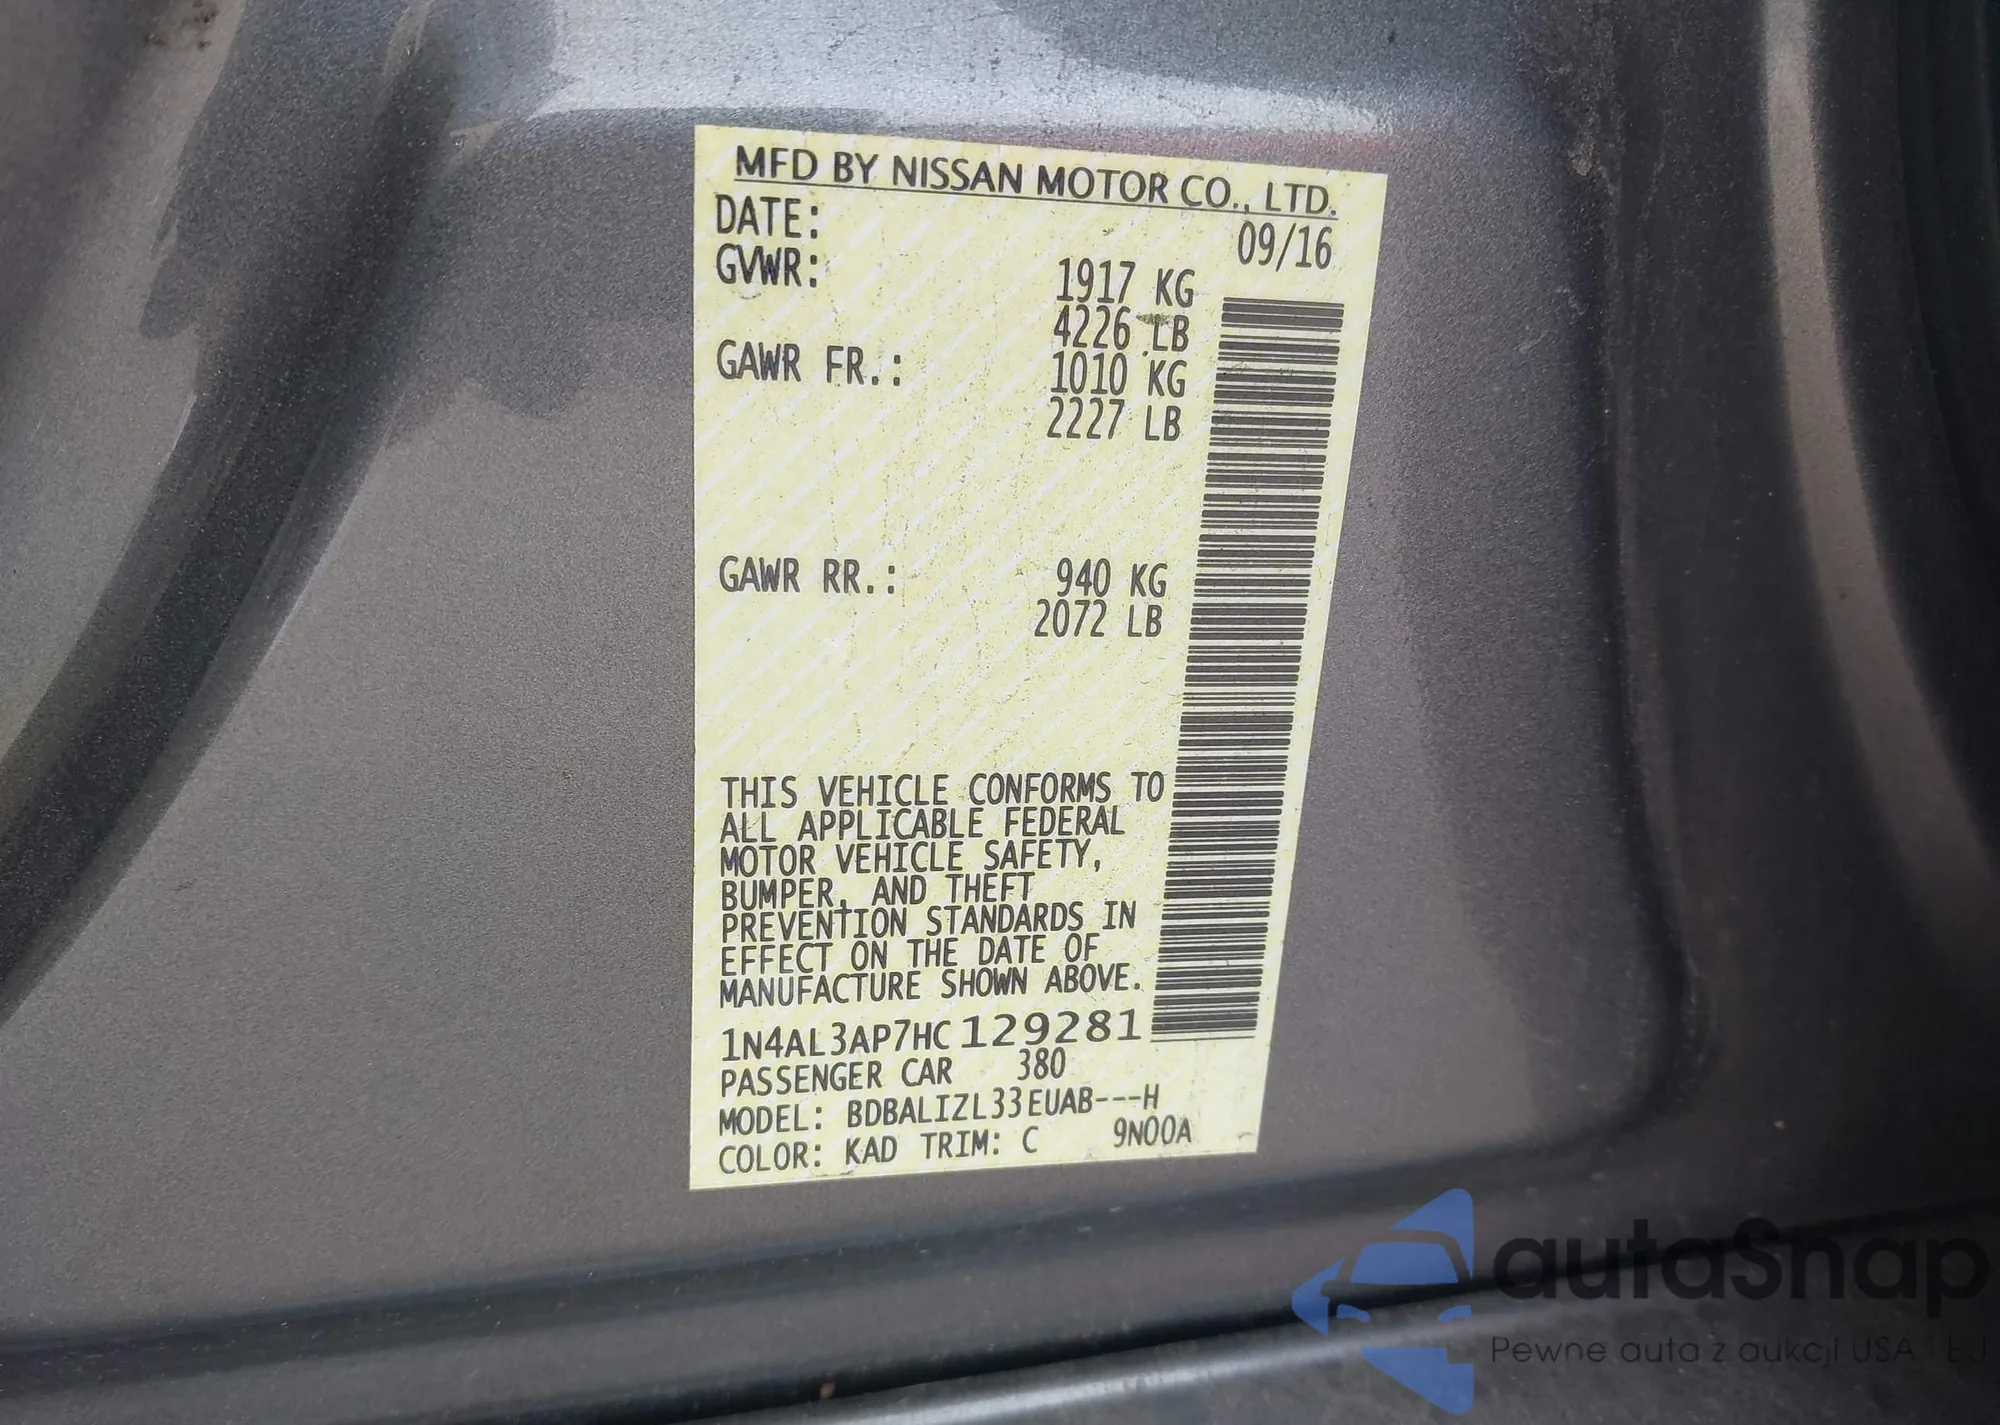 MFD BY NISSAN MOTOR CO., LTD.
DATE: 09/16
GVWR: 1917 KG
4226 LB
GAWR FR.: 1010 KG
2227 LB
GAWR RR.: 940 KG
2072 LB
THIS VEHICLE CONFORMS TO
ALL APPLICABLE FEDERAL
MOTOR VEHICLE SAFETY,
BUMPER, AND THEFT
PREVENTION STANDARDS IN
EFFECT ON THE DATE OF
MANUFACTURE SHOWN ABOVE.
1N4AL3AP7HC129281
PASSENGER CAR 380
MODEL: BDBALIZL33EUAB---H
COLOR: KAD TRIM: C 9N00A
autaSnap
Pewne auta z aukcji USA i EU